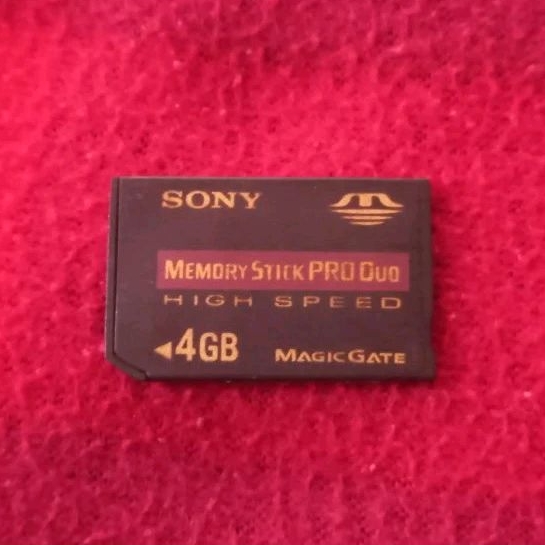 SONY
MEMORY STICK PRO DUO
HIGH SPEED
4GB
MAGICGATE